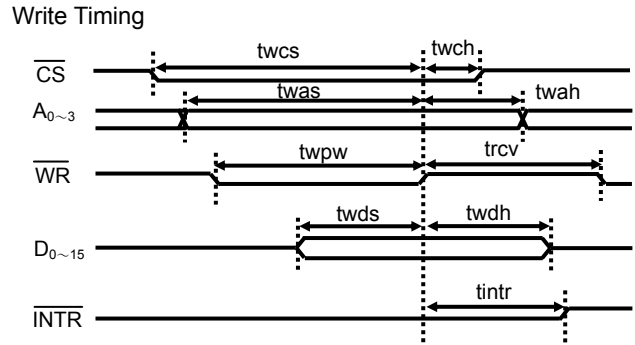 Write Timing
twcs twch
CS
twas twah
A0~3
twpw trcv
WR
twds twdh
D0~15
tintr
INTR